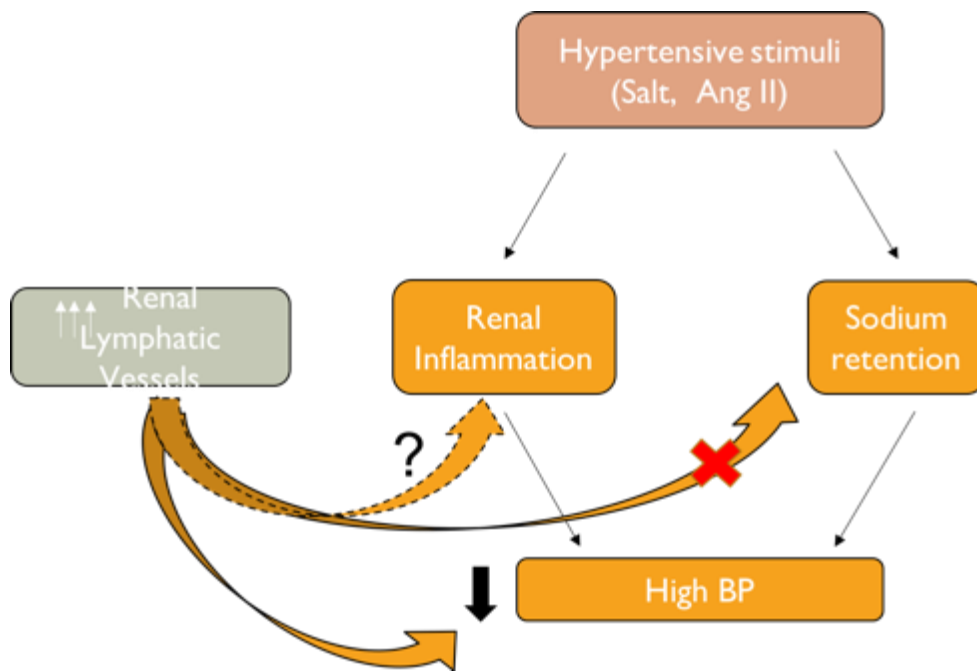 Hypertensive stimuli
(Salt, Ang II)
Renal
Lymphatic
Vessels
Renal
Inflammation
Sodium
retention
?
High BP